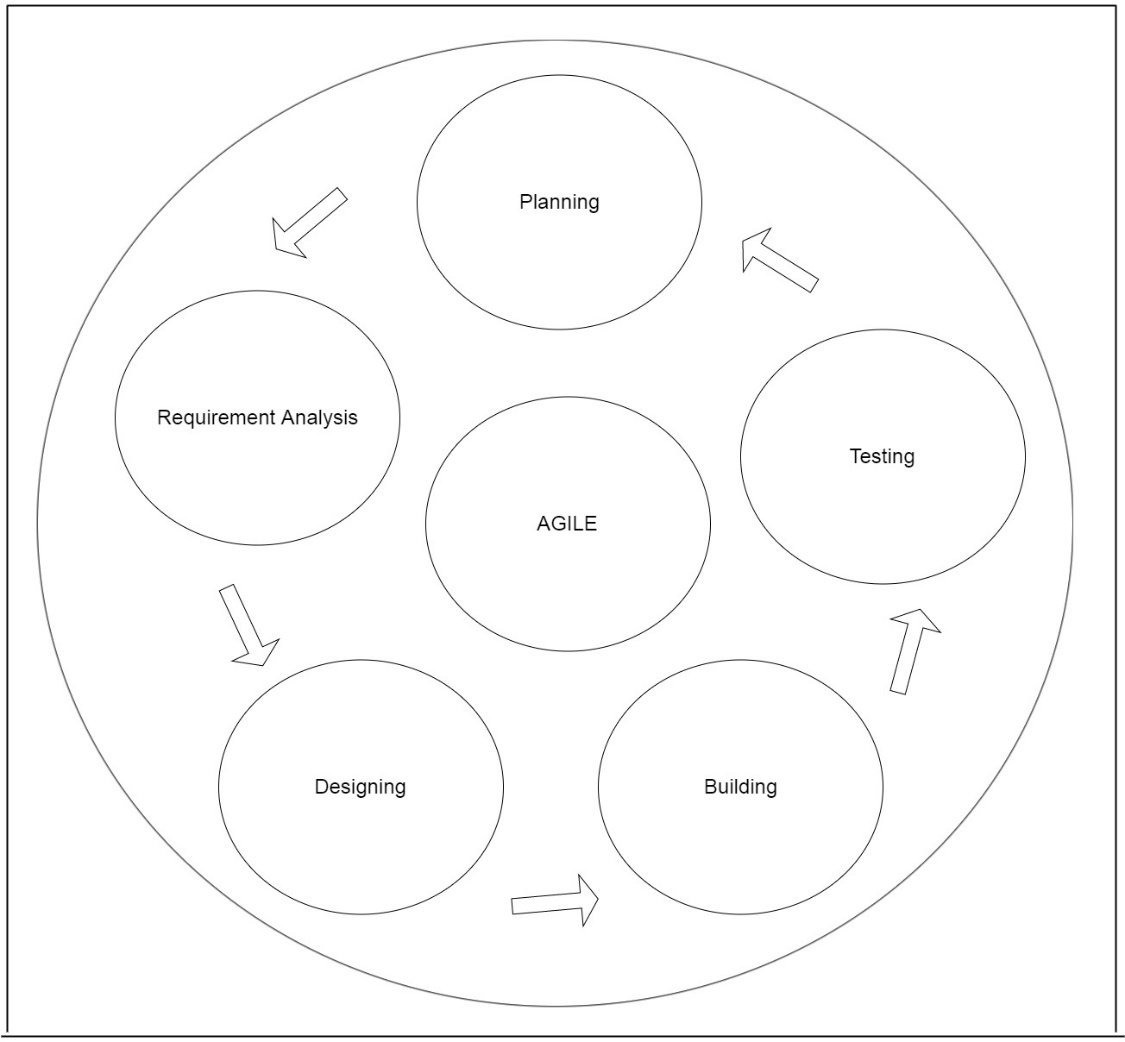 Planning
Requirement Analysis
Testing
AGILE
Designing
Building